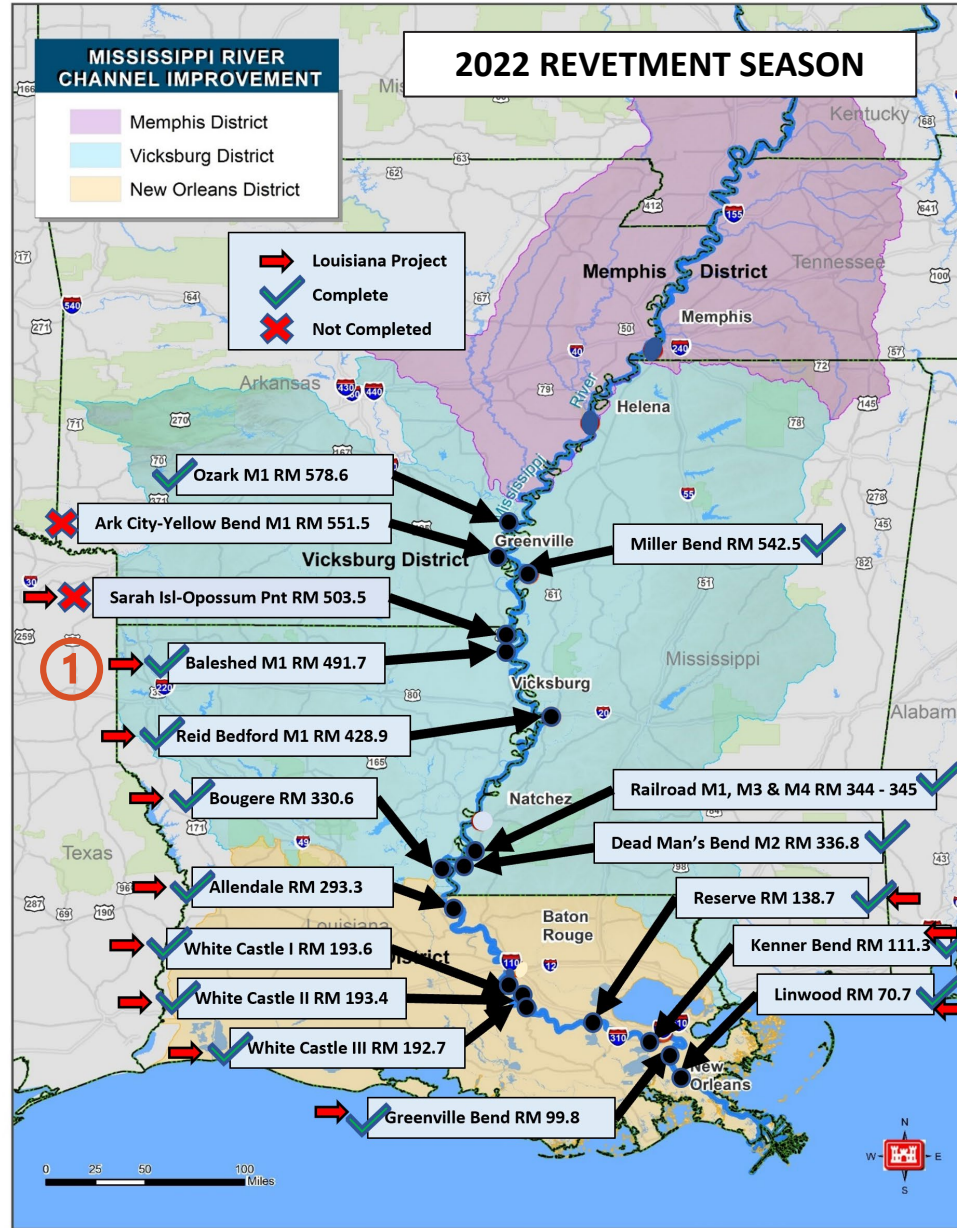 MISSISSIPPI RIVER
CHANNEL IMPROVEMENT
Memphis District
Vicksburg District
New Orleans District
2022 REVETMENT SEASON
Louisiana Project
Complete
Not Completed
Kentucky
Tennessee
Memphis District
Memphis
Arkansas
Helena
River
Mississippi
Ozark M1 RM 578.6
Ark City-Yellow Bend M1 RM 551.5
Greenville
Miller Bend RM 542.5
Vicksburg District
Sarah Isl-Opossum Pnt RM 503.5
1
Baleshed M1 RM 491.7
Mississippi
Vicksburg
Alabam
Reid Bedford M1 RM 428.9
Railroad M1, M3 & M4 RM 344 - 345
Bougere RM 330.6
Natchez
Dead Man's Bend M2 RM 336.8
Texas
Allendale RM 293.3
Reserve RM 138.7
Louisiana
Baton
Rouge
White Castle I RM 193.6
Kenner Bend RM 111.3
White Castle II RM 193.4
Linwood RM 70.7
White Castle III RM 192.7
New
Orleans
Greenville Bend RM 99.8
0 25 50 100
Miles
N
W E
S